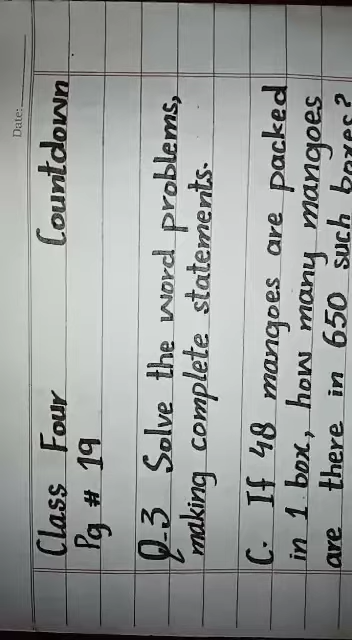 Date:
Class Four Countdown
Pg # 19
Q-3 Solve the word problems,
making complete statements.
C. If 48 mangoes are packed
in 1 box, how many mangoes
are there in 650 such boxes?